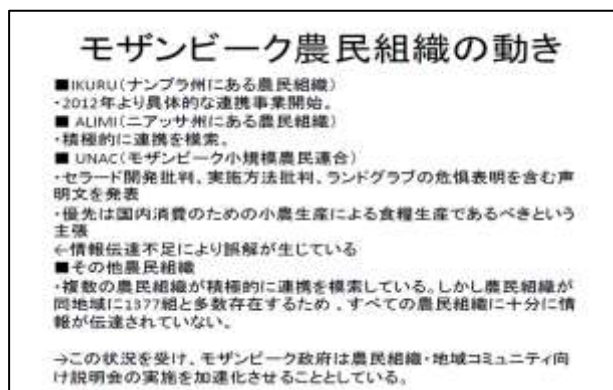 モザンビーク農民組織の動き
■IKURU(ナンプラ州にある農民組織)
・2012年より具体的な連携事業開始。
■ ALIMI(ニアッサ州にある農民組織)
・積極的に連携を模索。
■ UNAC(モザンビーク小規模農民連合)
・セラード開発批判、実施方法批判、ランドグラブの危惧表明を含む声
明文を発表
・優先は国内消費のための小農生産による食糧生産であるべきという
主張
←情報伝達不足により誤解が生じている
■その他農民組織
・複数の農民組織が積極的に連携を模索している。しかし農民組織が
同地域に1377組と多数存在するため、すべての農民組織に十分に情
報が伝達されていない。
→この状況を受け、モザンビーク政府は農民組織・地域コミュニティ向
け説明会の実施を加速化させることとしている。